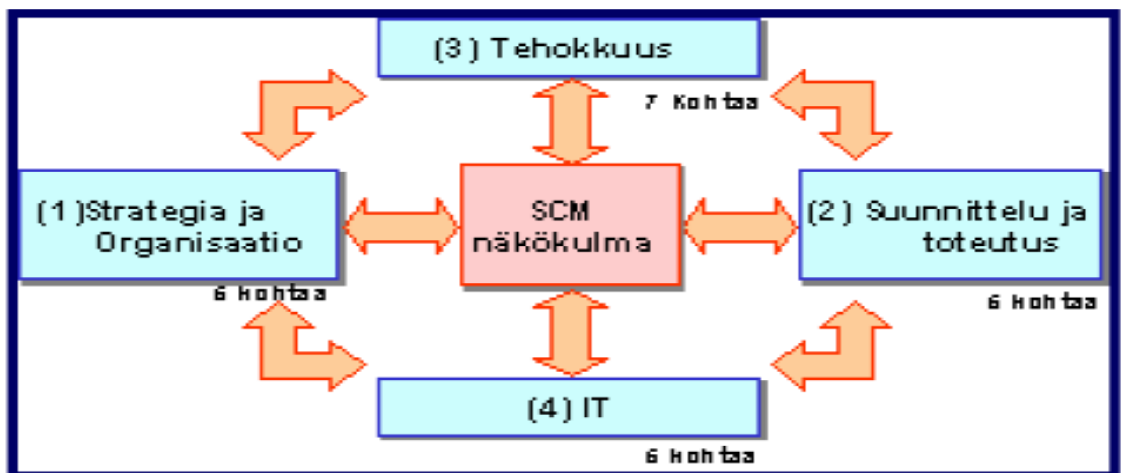 (3) Tehokkuus
7 Kohtaa
(1)Strategia ja
Organisaatio
6 kohtaa
SCM
näkökulma
(2) Suunnittelu ja
toteutus
6 kohtaa
(4) IT
6 kohtaa